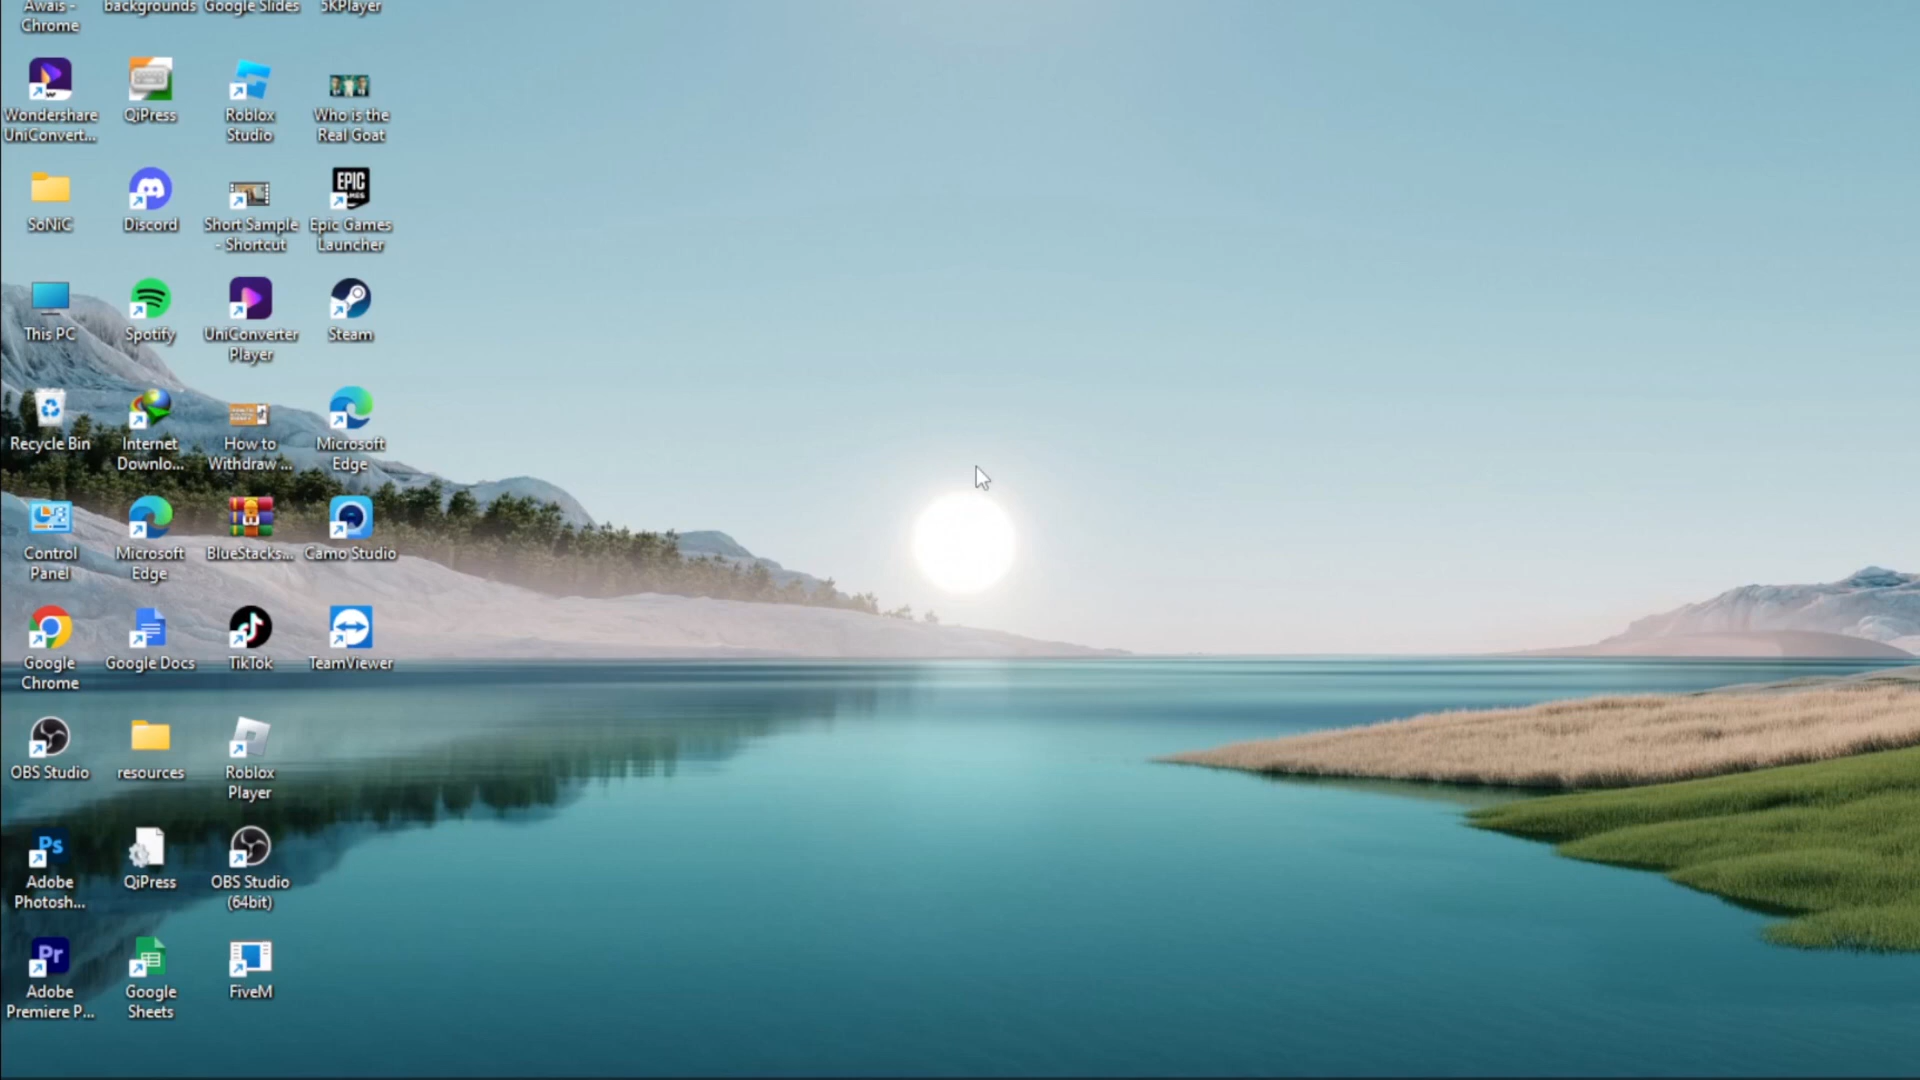 Awais -
Chrome
backgrounds
Google Slides
5KPlayer
Wondershare
UniConvert...
QiPress
Roblox
Studio
Who is the
Real Goat
SoNiC
Discord
Short Sample
- Shortcut
EPIC
Epic Games
Launcher
This PC
Spotify
UniConverter
Player
Steam
Recycle Bin
Internet
Downlo...
How to
Withdraw ...
Microsoft
Edge
Control
Panel
Microsoft
Edge
BlueStacks...
Camo Studio
Google
Chrome
Google Docs
TikTok
TeamViewer
OBS Studio
resources
Roblox
Player
Ps
Adobe
Photosh...
QiPress
OBS Studio
(64bit)
Pr
Adobe
Premiere P...
Google
Sheets
FiveM